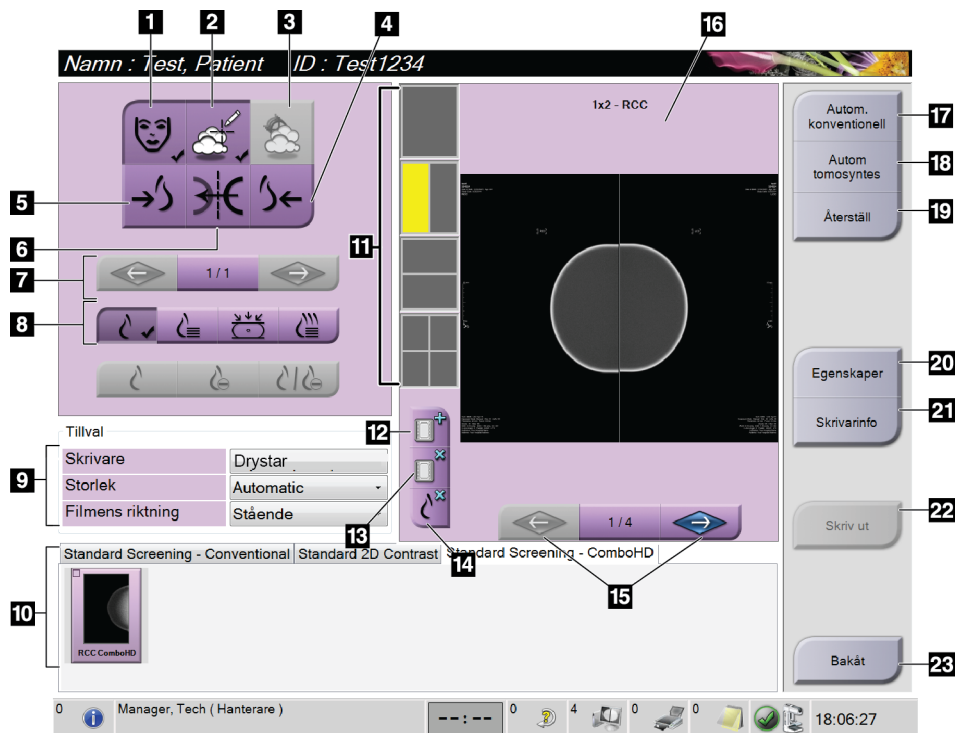 1
2
3
4
16
Namn : Test, Patient ID : Test1234
1x2 - RCC
Autom.
konventionell
17
Autom
tomosyntes
18
Återställ
19
5
6
11
7
1 / 1
8
Egenskaper
20
Skrivarinfo
21
Tillval
12
9
Skrivare
Drystar
Storlek
Automatic
Filmens riktning
Stående
13
14
1 / 4
15
Skriv ut
22
10
Standard Screening - Conventional
Standard 2D Contrast
Standard Screening - ComboHD
RCC ComboHD
Bakåt
23
0
Manager, Tech ( Hanterare )
--:--
0
4
0
0
18:06:27